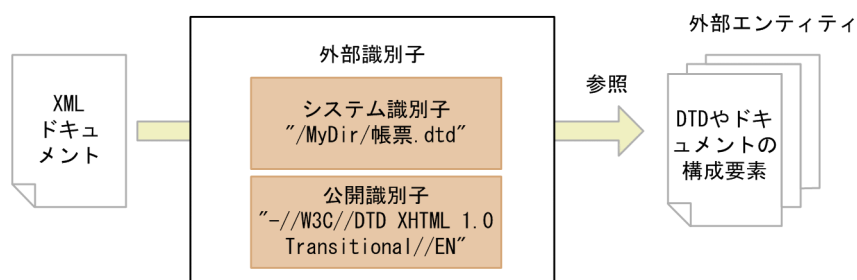 外部エンティティ
外部識別子
XML
ドキュ
メント
システム識別子
"/MyDir/帳票.dtd"
公開識別子
"-//W3C//DTD XHTML 1.0
Transitional//EN"
参照
DTDやドキ
ュメントの
構成要素